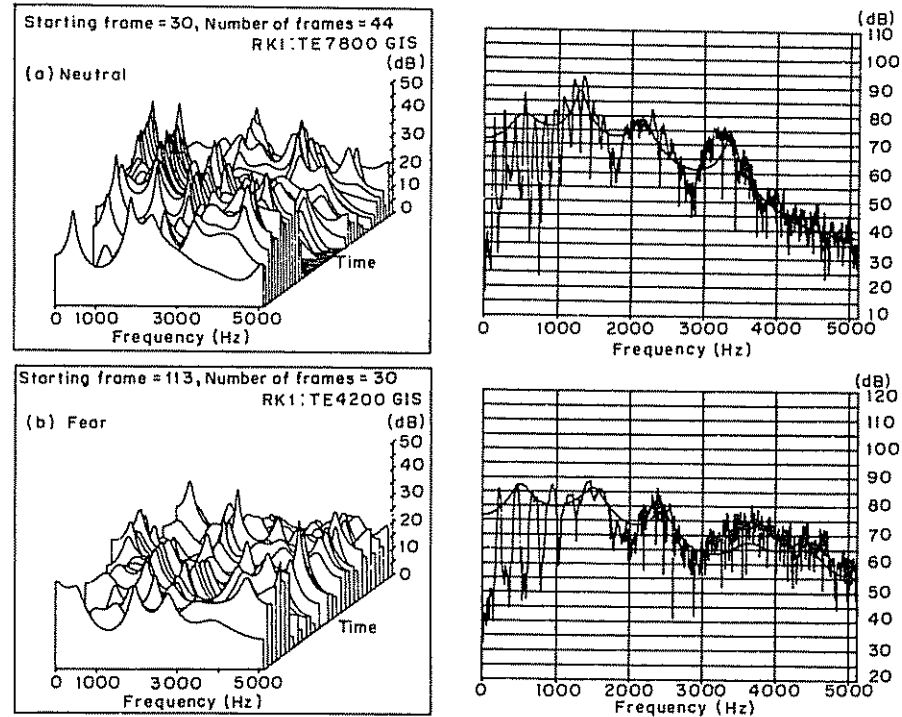 Starting frame = 30, Number of frames = 44
RK1:TE7800 GIS
(a) Neutral
(dB)
50
40
30
20
10
0
Time
0 1000 3000 5000
Frequency (Hz)
(dB)
110
100
90
80
70
60
50
40
30
20
10
0 1000 2000 3000 4000 5000
Frequency (Hz)
Starting frame = 113, Number of frames = 30
RK1:TE4200 GIS
(b) Fear
(dB)
50
40
30
20
10
0
Time
0 1000 3000 5000
Frequency (Hz)
(dB)
120
100
90
80
70
60
50
40
30
20
0 1000 2000 3000 4000 5000
Frequency (Hz)